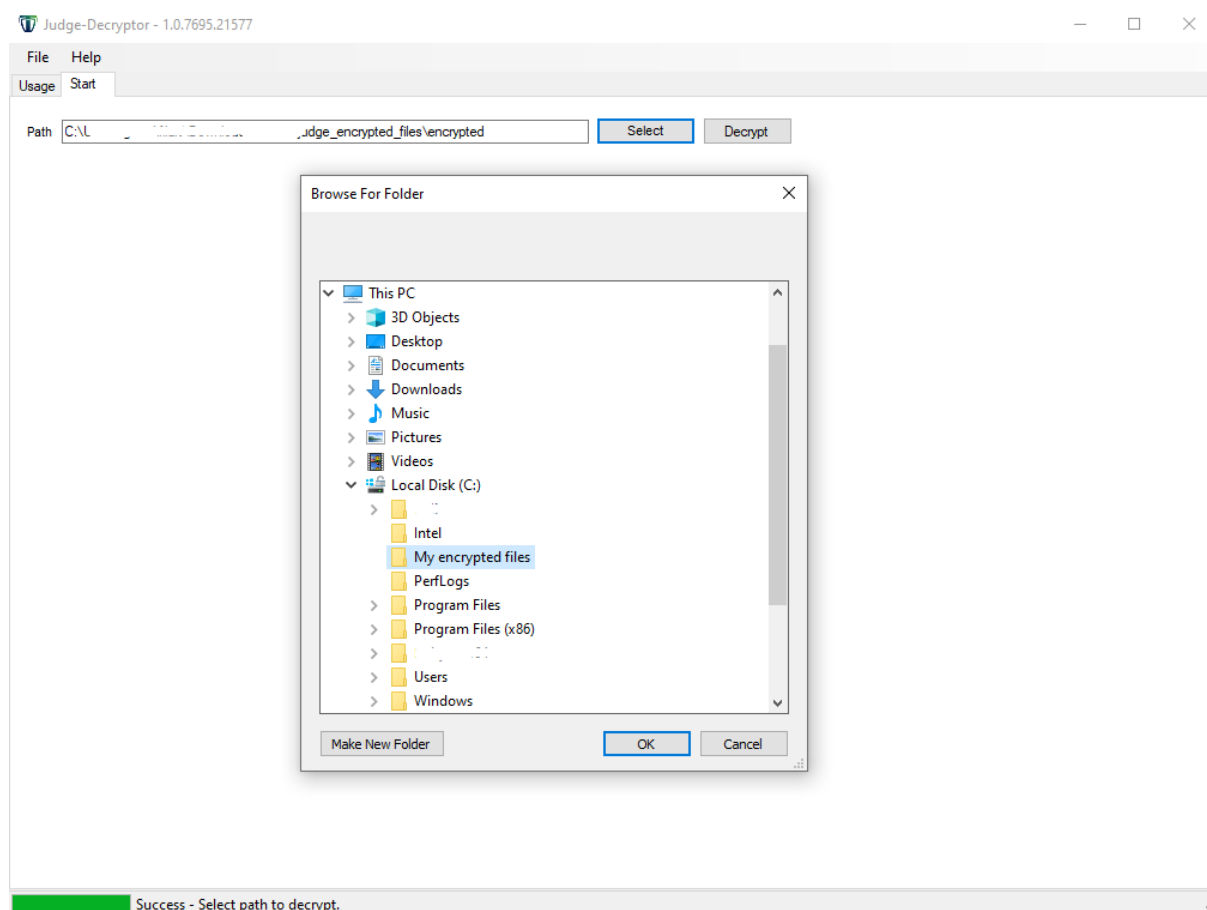 Judge-Decryptor - 1.0.7695.21577
File Help
Usage Start
Path C:\ udge_encrypted_files\encrypted Select Decrypt
Browse For Folder
This PC
3D Objects
Desktop
Documents
Downloads
Music
Pictures
Videos
Local Disk (C:)
Intel
My encrypted files
PerfLogs
Program Files
Program Files (x86)
Users
Windows
Make New Folder OK Cancel
Success - Select path to decrypt.